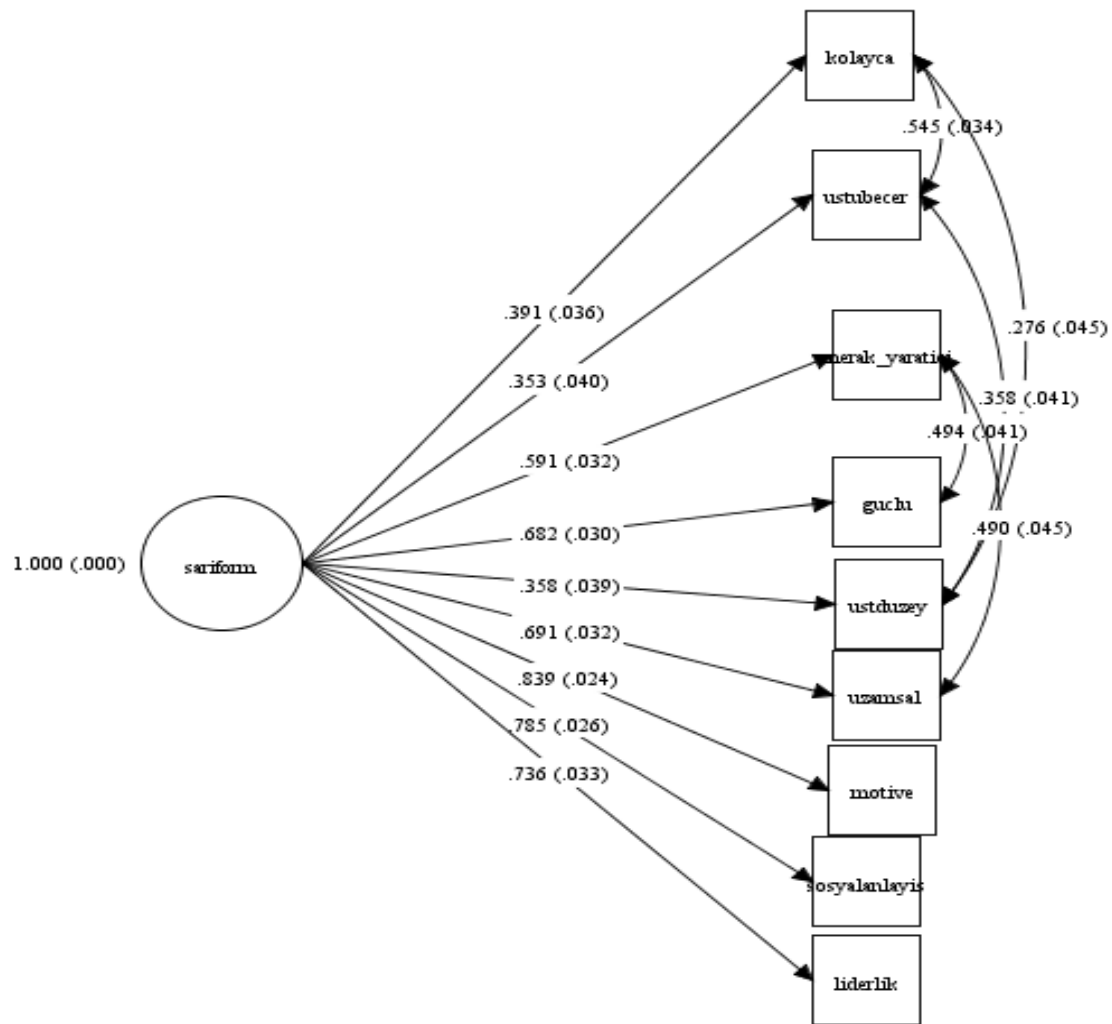 kolayca
.545 (.034)
ustubecer
.391 (.036)
.276 (.045)
merak_yaratici
.353 (.040)
.358 (.041)
.494 (.041)
.591 (.032)
guclu
.682 (.030)
.490 (.045)
1.000 (.000)
sariform
.358 (.039)
ustduzey
.691 (.032)
.839 (.024)
uzamsal
.785 (.026)
.736 (.033)
motive
sosyalanlayis
liderlik